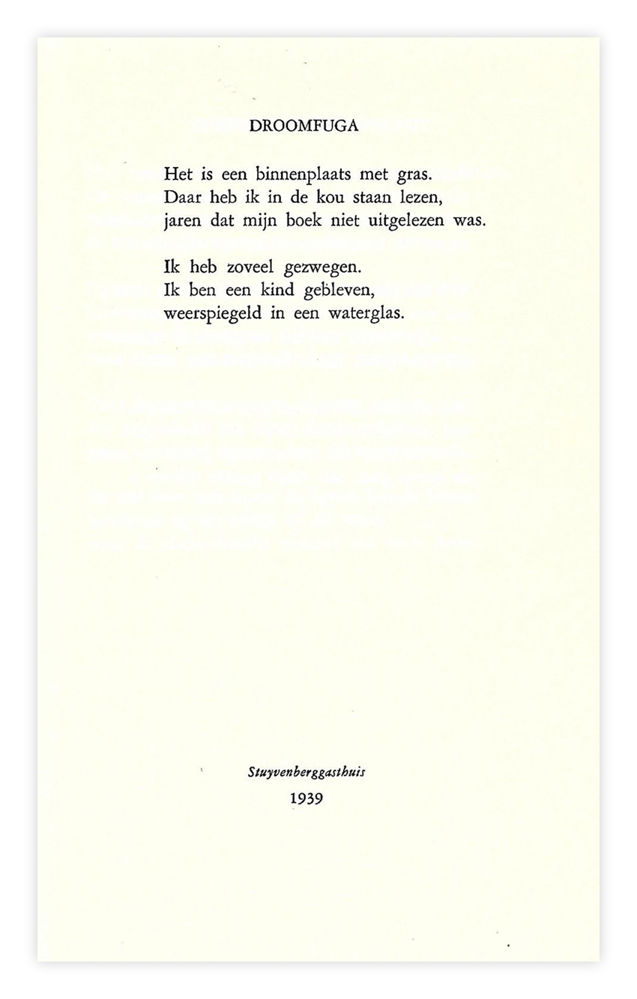 DROOMFUGA
Het is een binnenplaats met gras.
Daar heb ik in de kou staan lezen,
jaren dat mijn boek niet uitgelezen was.
Ik heb zoveel gezwegen.
Ik ben een kind gebleven,
weerspiegeld in een waterglas.
Stuyvenberggasthuis
1939